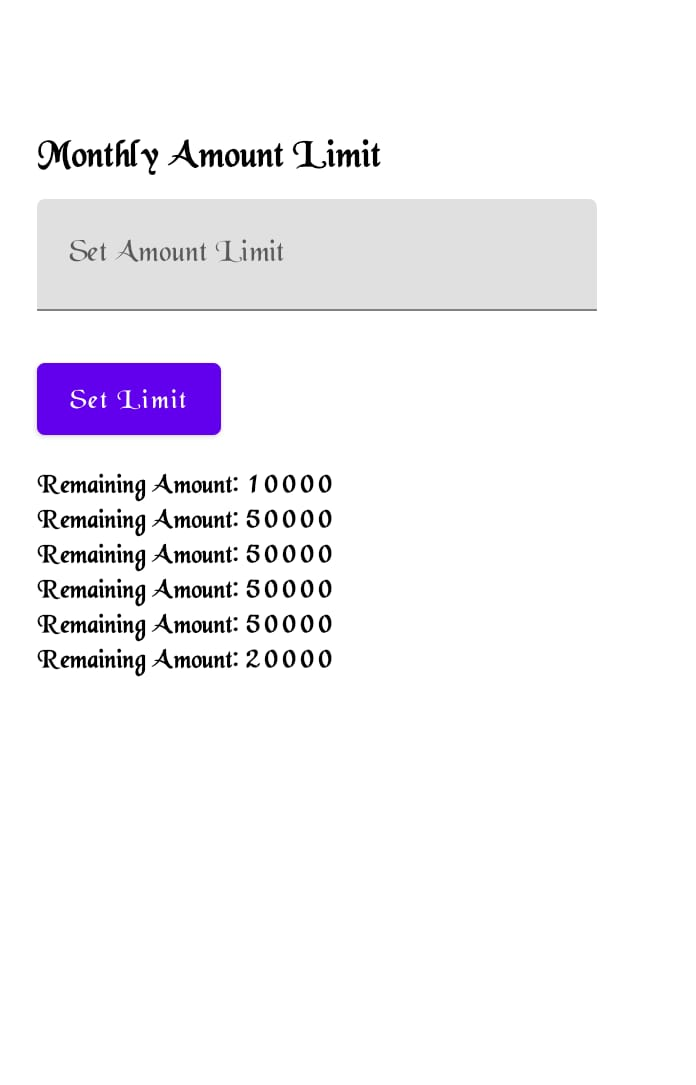 Monthly Amount Limit
Set Amount Limit
Set Limit
Remaining Amount: 10000
Remaining Amount: 50000
Remaining Amount: 50000
Remaining Amount: 50000
Remaining Amount: 50000
Remaining Amount: 20000